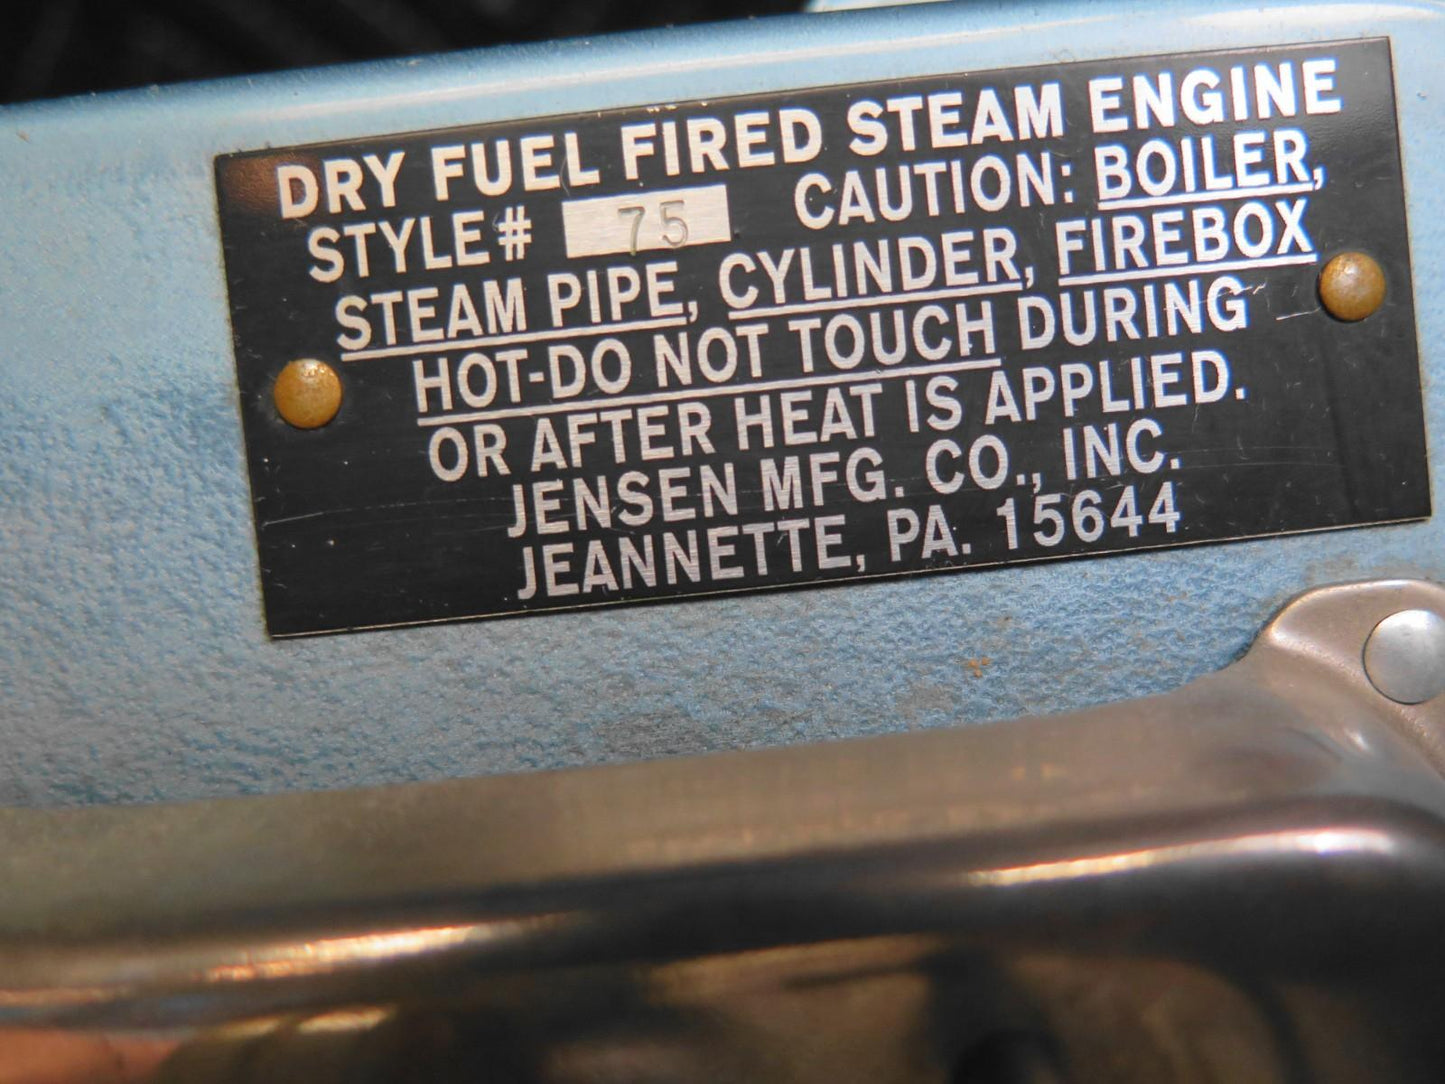 DRY FUEL FIRED STEAM ENGINE
STYLE# 75 CAUTION: BOILER,
STEAM PIPE, CYLINDER, FIREBOX
HOT-DO NOT TOUCH DURING
OR AFTER HEAT IS APPLIED.
JENSEN MFG. CO., INC.
JEANNETTE, PA. 15644